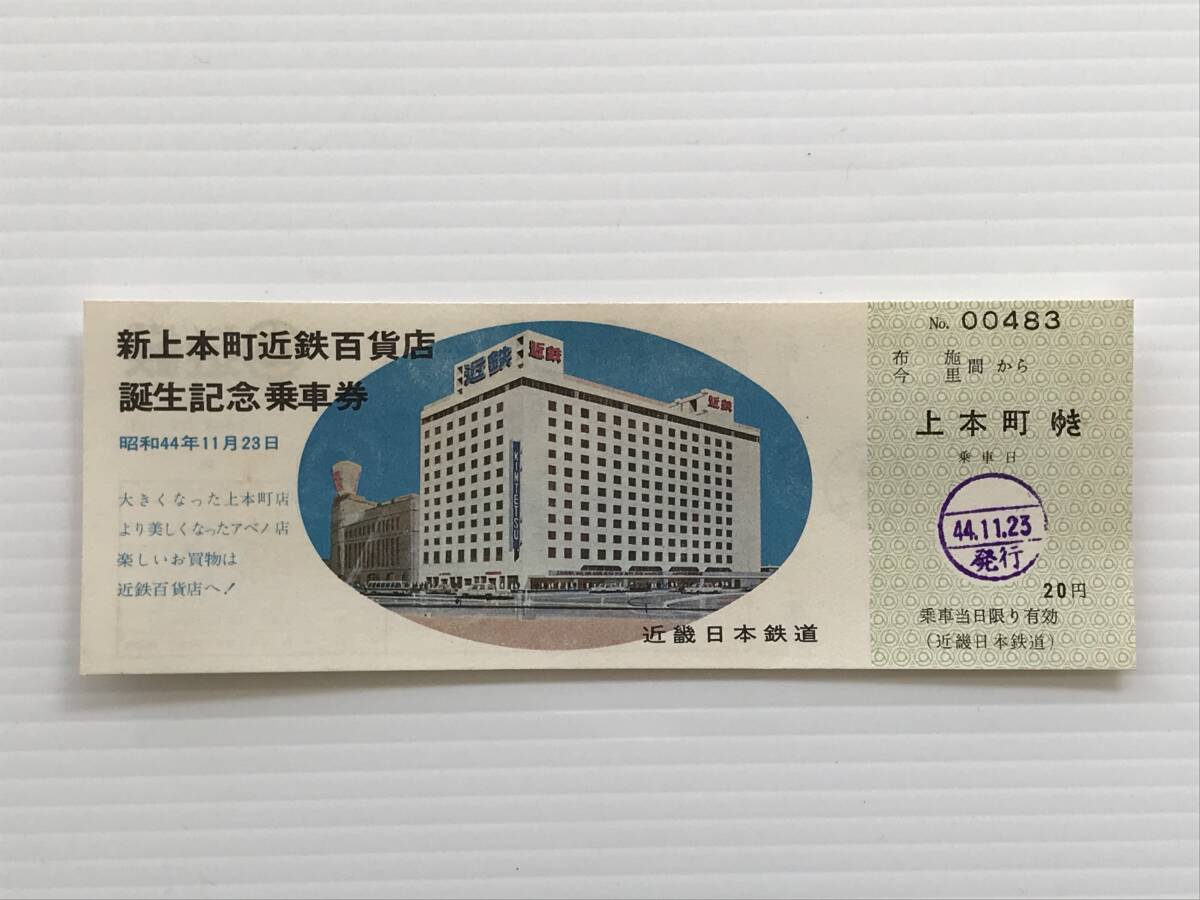 新上本町近鉄百貨店
誕生記念乗車券
昭和44年11月23日
大きくなった上本町店
より美しくなったアベノ店
楽しいお買物は
近鉄百貨店へ!
近鉄
近鉄
近鉄
KINTETSU
近畿日本鉄道
No. 00483
布施
今里
間から
上本町ゆき
乗車日
44.11.23
発行
20円
乗車当日限り有効
(近畿日本鉄道)